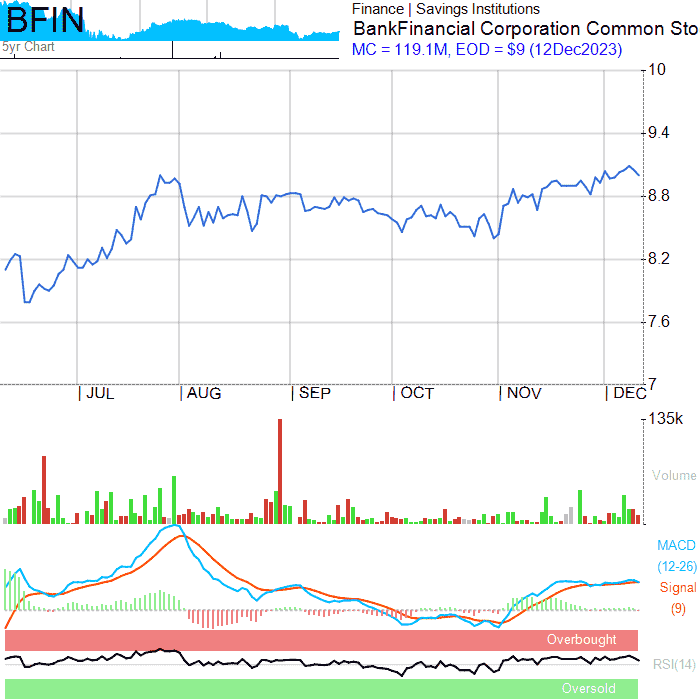 BFIN
5yr Chart
Finance | Savings Institutions
BankFinancial Corporation Common Sto
MC = 119.1M, EOD = $9 (12Dec2023)
10
9.4
8.8
8.2
7.6
7
| JUL | AUG | SEP | OCT | NOV | DEC
135k
Volume
MACD
(12-26)
Signal
(9)
Overbought
RSI(14)
Oversold